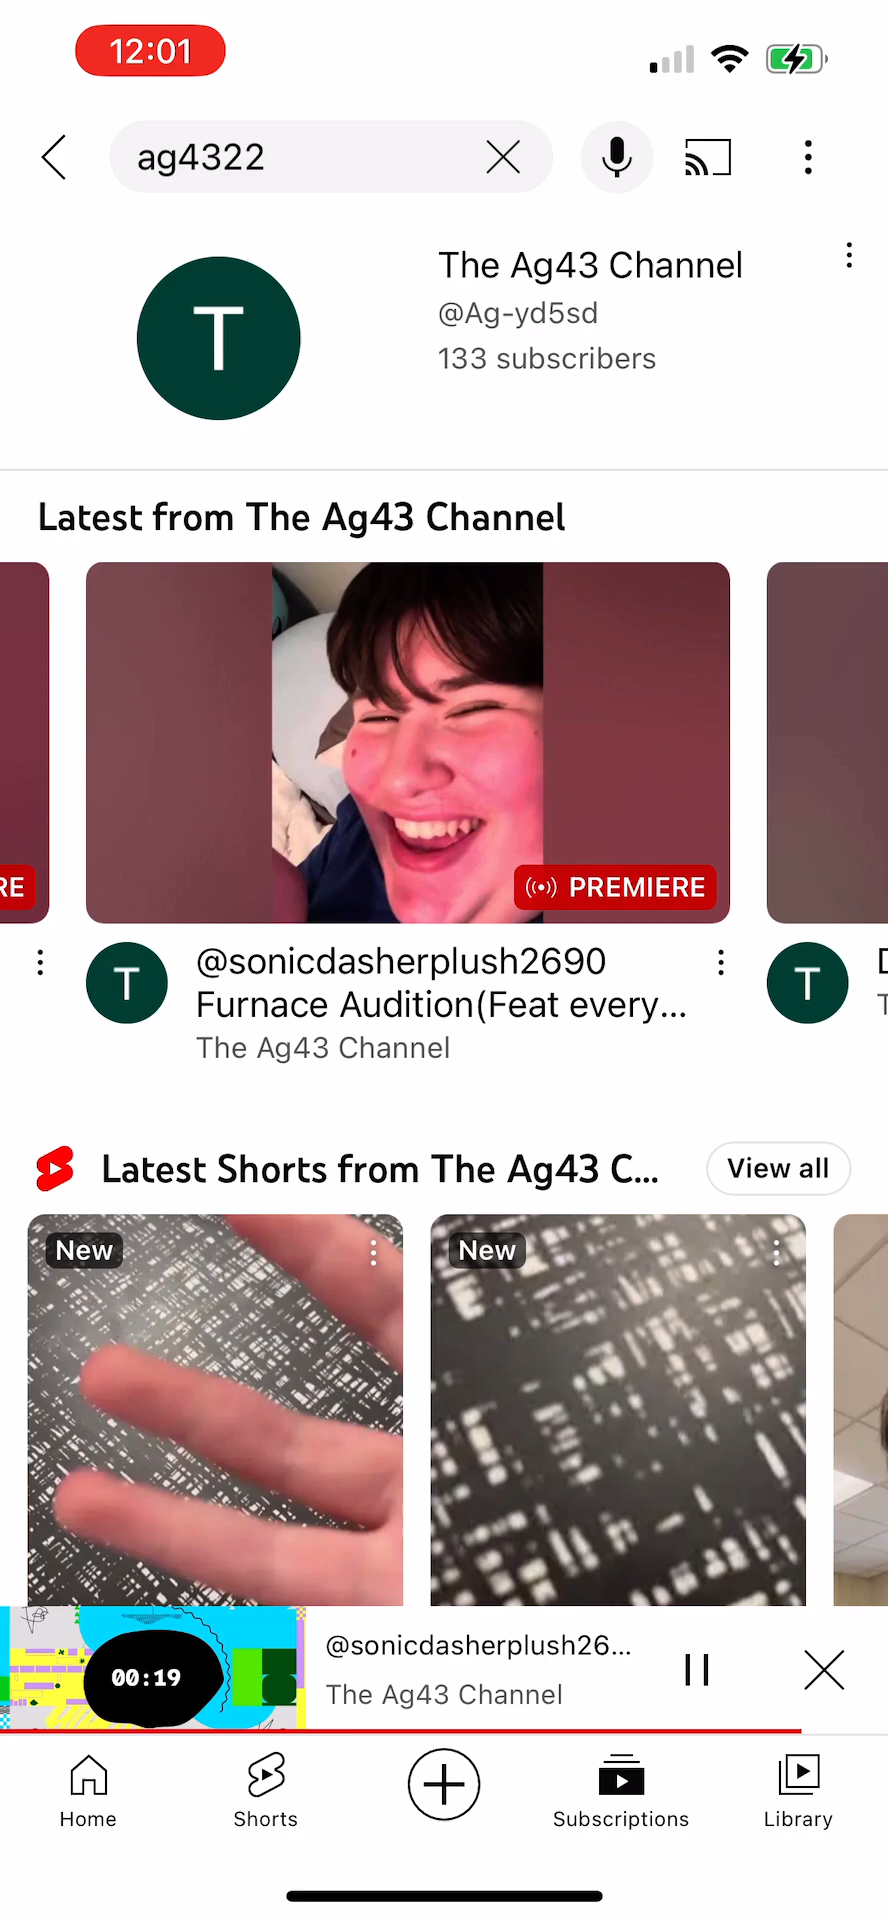 12:01
ag4322
T
The Ag43 Channel
@Ag-yd5sd
133 subscribers
Latest from The Ag43 Channel
RE
PREMIERE
T
@sonicdasherplush2690
Furnace Audition(Feat every...
The Ag43 Channel
T
Latest Shorts from The Ag43 C...
View all
New
New
00:19
@sonicdasherplush26...
The Ag43 Channel
Home
Shorts
Subscriptions
Library